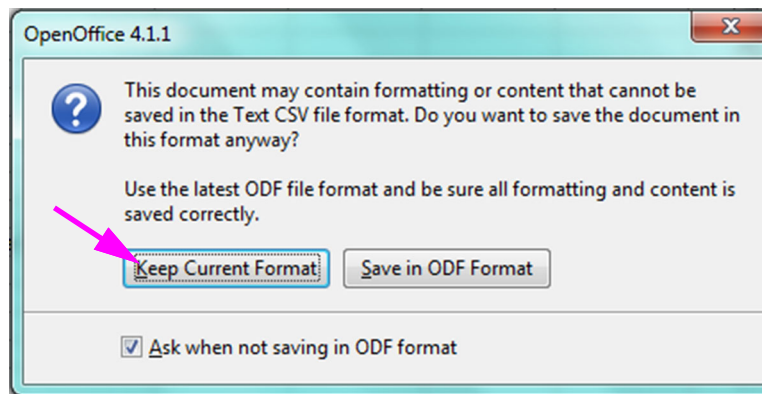 OpenOffice 4.1.1
This document may contain formatting or content that cannot be
saved in the Text CSV file format. Do you want to save the document in
this format anyway?
Use the latest ODF file format and be sure all formatting and content is
saved correctly.
Keep Current Format Save in ODF Format
Ask when not saving in ODF format